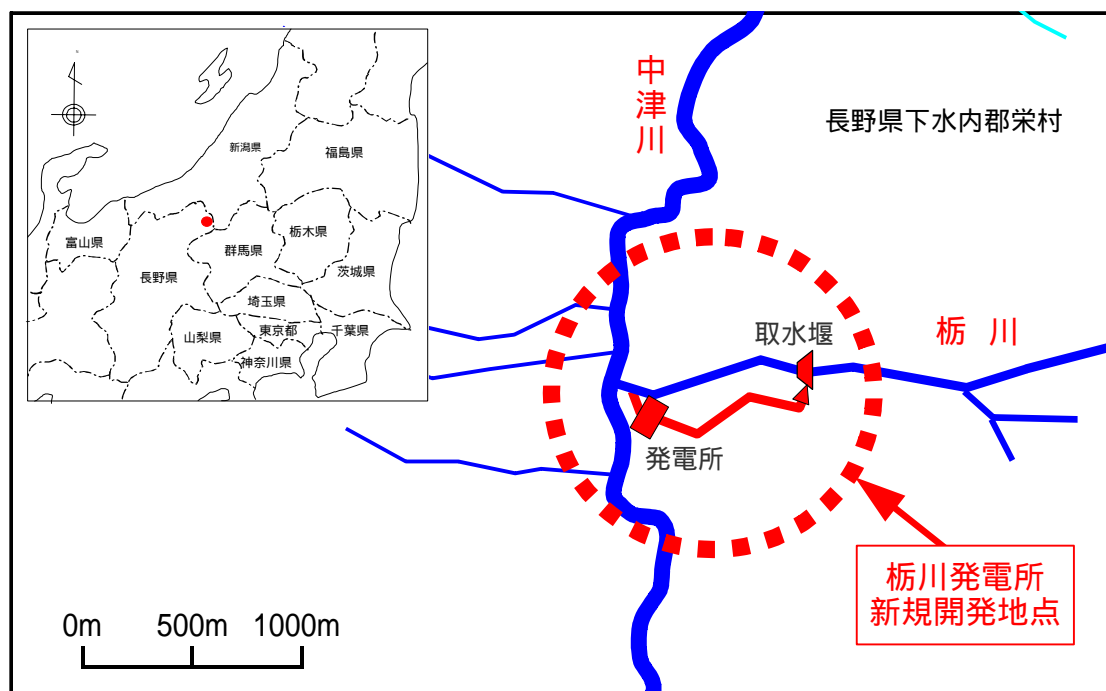 新潟県
福島県
富山県
栃木県
群馬県
長野県
茨城県
埼玉県
山梨県
東京都
千葉県
神奈川県
中津川
長野県下水内郡栄村
取水堰
栃 川
発電所
栃川発電所
新規開発地点
0m 500m 1000m